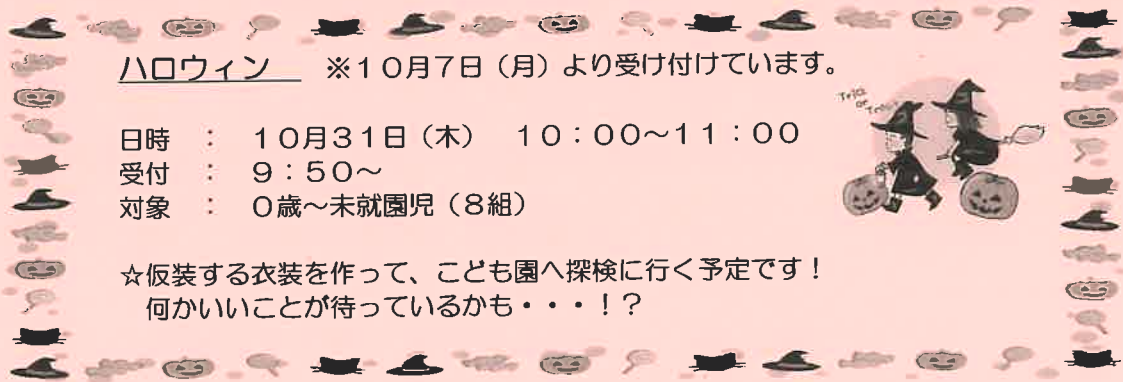 ハロウィン　※１０月７日（月）より受け付けています。
Trick
or
Treat
日時　：　１０月３１日（木）　１０：００～１１：００
受付　：　９：５０～
対象　：　０歳～未就園児（８組）
☆仮装する衣装を作って、こども園へ探検に行く予定です！
何かいいことが待っているかも・・・！？